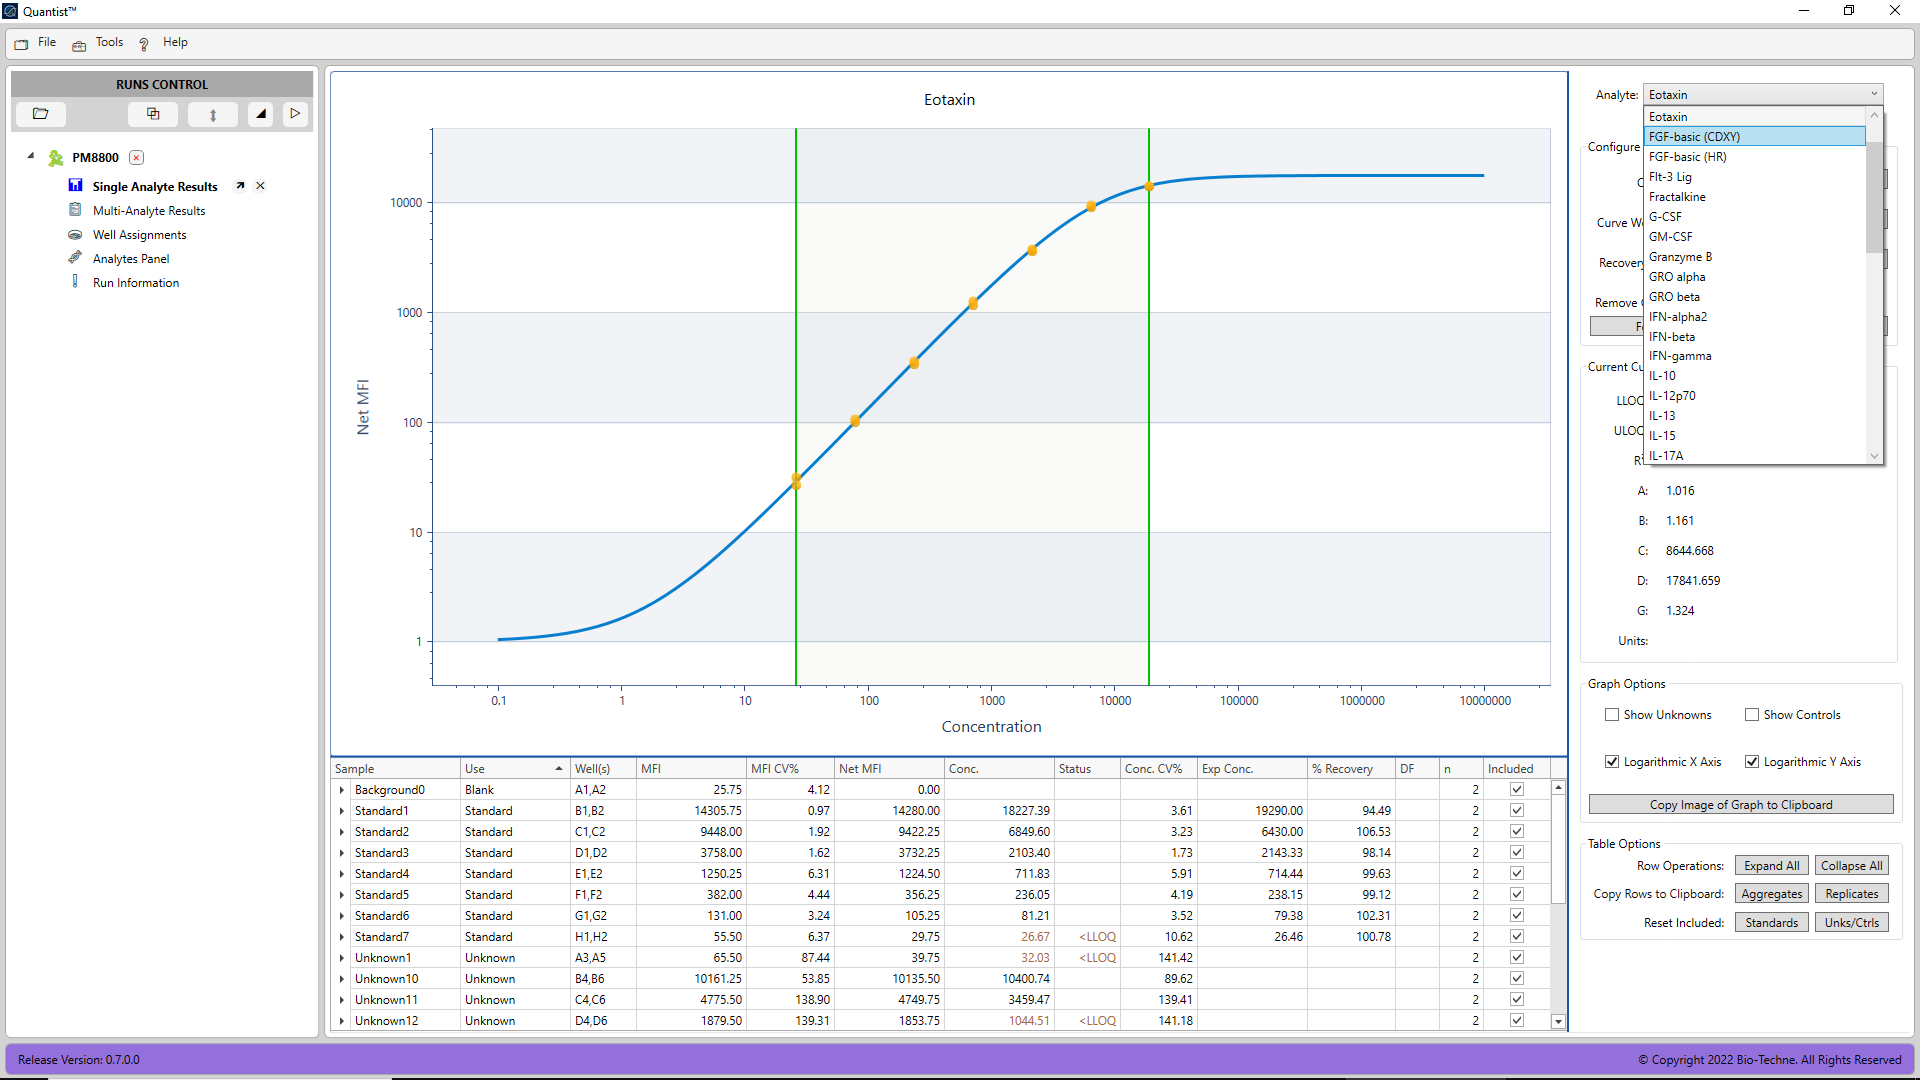 Quantist™
File Tools Help
RUNS CONTROL
PM8800
Single Analyte Results
Multi-Analyte Results
Well Assignments
Analytes Panel
Run Information
Eotaxin
Net MFI
10000
1000
100
10
1
0.1 1 10 100 1000 10000 100000 1000000 10000000
Concentration
Sample Use Well(s) MFI MFI CV% Net MFI Conc. Status Conc. CV% Exp Conc. % Recovery DF n Included
Background0 Blank A1,A2 25.75 4.12 0.00 2
Standard1 Standard B1,B2 14305.75 0.97 14280.00 18227.39 3.61 19290.00 94.49 2
Standard2 Standard C1,C2 9448.00 1.92 9422.25 6849.60 3.23 6430.00 106.53 2
Standard3 Standard D1,D2 3758.00 1.62 3732.25 2103.40 1.73 2143.33 98.14 2
Standard4 Standard E1,E2 1250.25 6.31 1224.50 711.83 5.91 714.44 99.63 2
Standard5 Standard F1,F2 382.00 4.44 356.25 236.05 4.19 238.15 99.12 2
Standard6 Standard G1,G2 131.00 3.24 105.25 81.21 3.52 79.38 102.31 2
Standard7 Standard H1,H2 55.50 6.37 29.75 26.67 <LLOQ 10.62 26.46 100.78 2
Unknown1 Unknown A3,A5 65.50 87.44 39.75 32.03 <LLOQ 141.42 2
Unknown10 Unknown B4,B6 10161.25 53.85 10135.50 10400.74 89.62 2
Unknown11 Unknown C4,C6 4775.50 138.90 4749.75 3459.47 139.41 2
Unknown12 Unknown D4,D6 1879.50 139.31 1853.75 1044.51 <LLOQ 141.18 2
Analyte: Eotaxin
Eotaxin
FGF-basic (CDXY)
FGF-basic (HR)
Flt-3 Lig
Fractalkine
G-CSF
GM-CSF
Granzyme B
GRO alpha
GRO beta
IFN-alpha2
IFN-beta
IFN-gamma
IL-10
IL-12p70
IL-13
IL-15
IL-17A
Configure
Curve
Recovery
Remove
Current
LLOQ
ULOQ
A: 1.016
B: 1.161
C: 8644.668
D: 17841.659
G: 1.324
Units:
Graph Options
Show Unknowns Show Controls
Logarithmic X Axis Logarithmic Y Axis
Copy Image of Graph to Clipboard
Table Options
Row Operations: Expand All Collapse All
Copy Rows to Clipboard: Aggregates Replicates
Reset Included: Standards Unks/Ctrls
Release Version: 0.7.0.0
© Copyright 2022 Bio-Techne. All Rights Reserved